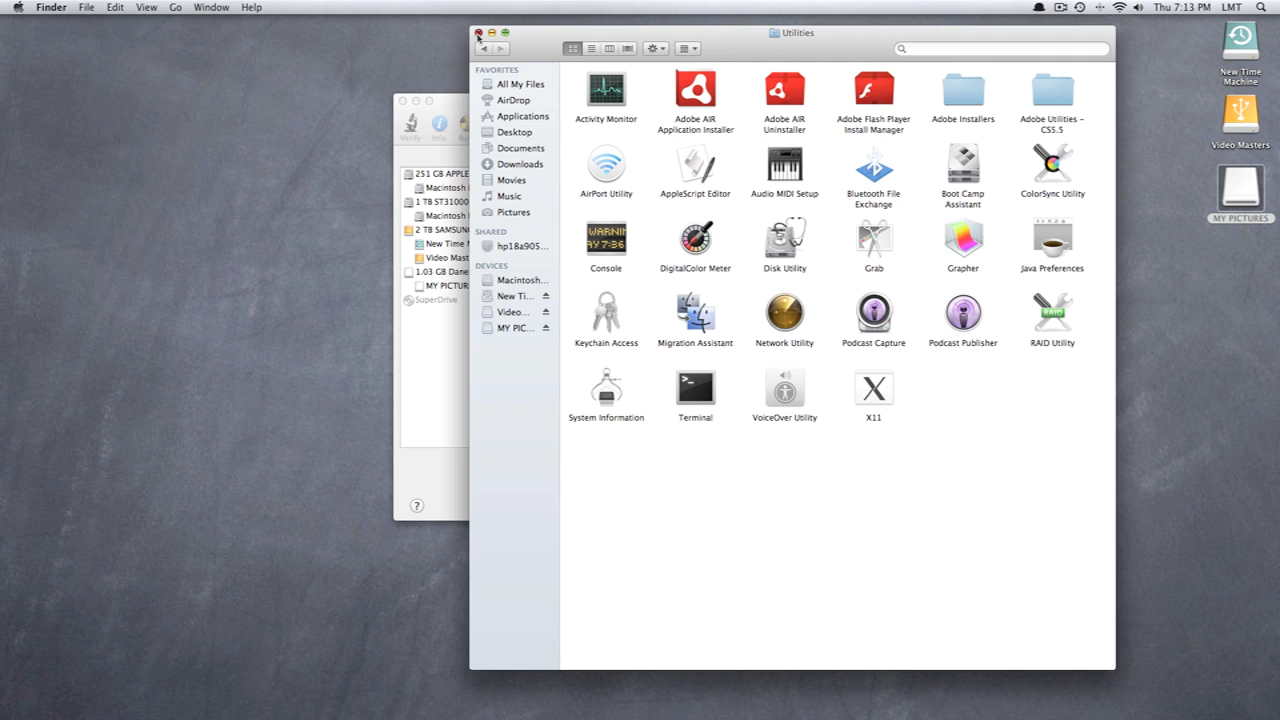 Finder File Edit View Go Window Help
Thu 7:13 PM LMT
Utilities
Verify Info
251 GB APPLE
Macintosh
1 TB ST31000
Macintosh
2 TB SAMSUN
New Time
Video Mast
1.03 GB Dane
MY PICTUR
SuperDrive
?
FAVORITES
All My Files
AirDrop
Applications
Desktop
Documents
Downloads
Movies
Music
Pictures
SHARED
hp18a905...
DEVICES
Macintosh...
New Ti...
Video...
MY PIC...
Activity Monitor
Adobe AIR
Application Installer
Adobe AIR
Uninstaller
Adobe Flash Player
Install Manager
Adobe Installers
Adobe Utilities –
CS5.5
AirPort Utility
AppleScript Editor
Audio MIDI Setup
Bluetooth File
Exchange
Boot Camp
Assistant
ColorSync Utility
WARNIN
AY 7:36
Console
DigitalColor Meter
Disk Utility
Grab
Grapher
Java Preferences
Keychain Access
Migration Assistant
Network Utility
Podcast Capture
Podcast Publisher
RAID
RAID Utility
System Information
>_
Terminal
VoiceOver Utility
X
X11
New Time
Machine
Video Masters
MY PICTURES